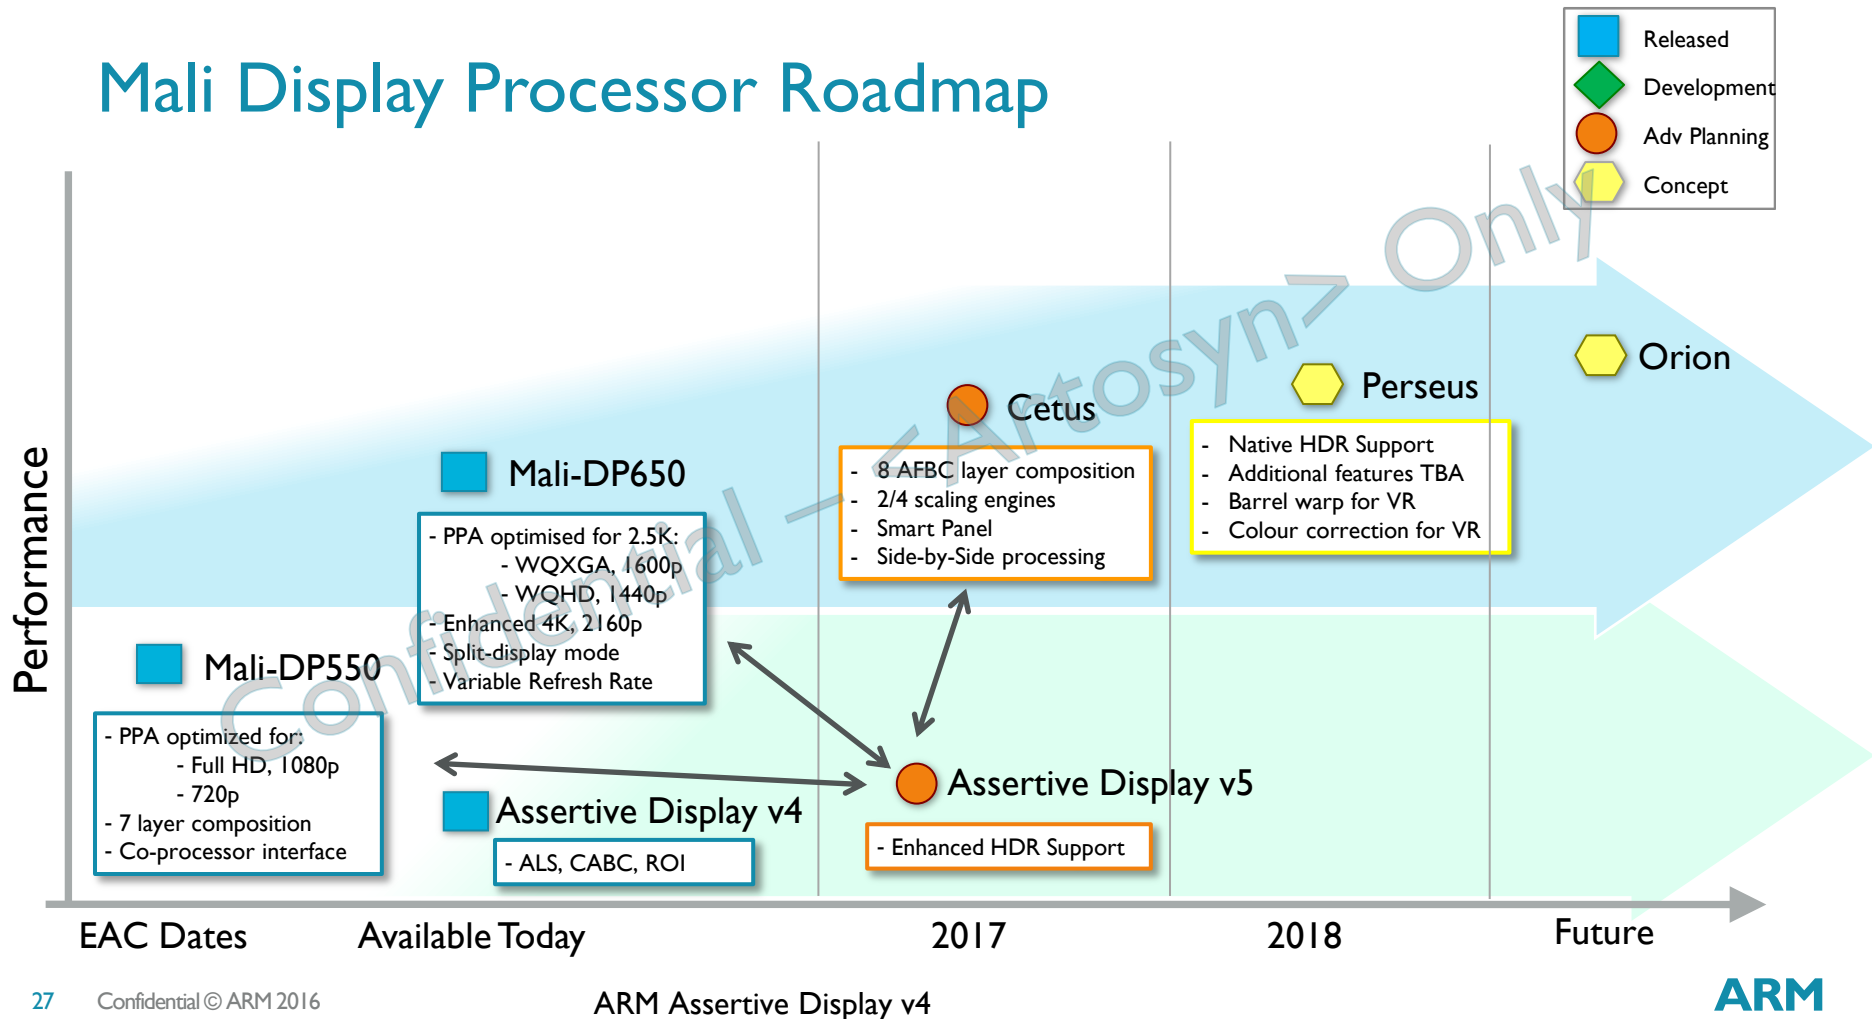 Mali Display Processor Roadmap
Released
Development
Adv Planning
Concept
Confidential – <Artosyn> Only
Performance
Orion
Perseus
- Native HDR Support
- Additional features TBA
- Barrel warp for VR
- Colour correction for VR
Cetus
- 8 AFBC layer composition
- 2/4 scaling engines
- Smart Panel
- Side-by-Side processing
Mali-DP650
- PPA optimised for 2.5K:
- WQXGA, 1600p
- WQHD, 1440p
- Enhanced 4K, 2160p
- Split-display mode
- Variable Refresh Rate
Mali-DP550
- PPA optimized for:
- Full HD, 1080p
- 720p
- 7 layer composition
- Co-processor interface
Assertive Display v4
- ALS, CABC, ROI
Assertive Display v5
- Enhanced HDR Support
EAC Dates
Available Today
2017
2018
Future
27
Confidential © ARM 2016
ARM Assertive Display v4
ARM